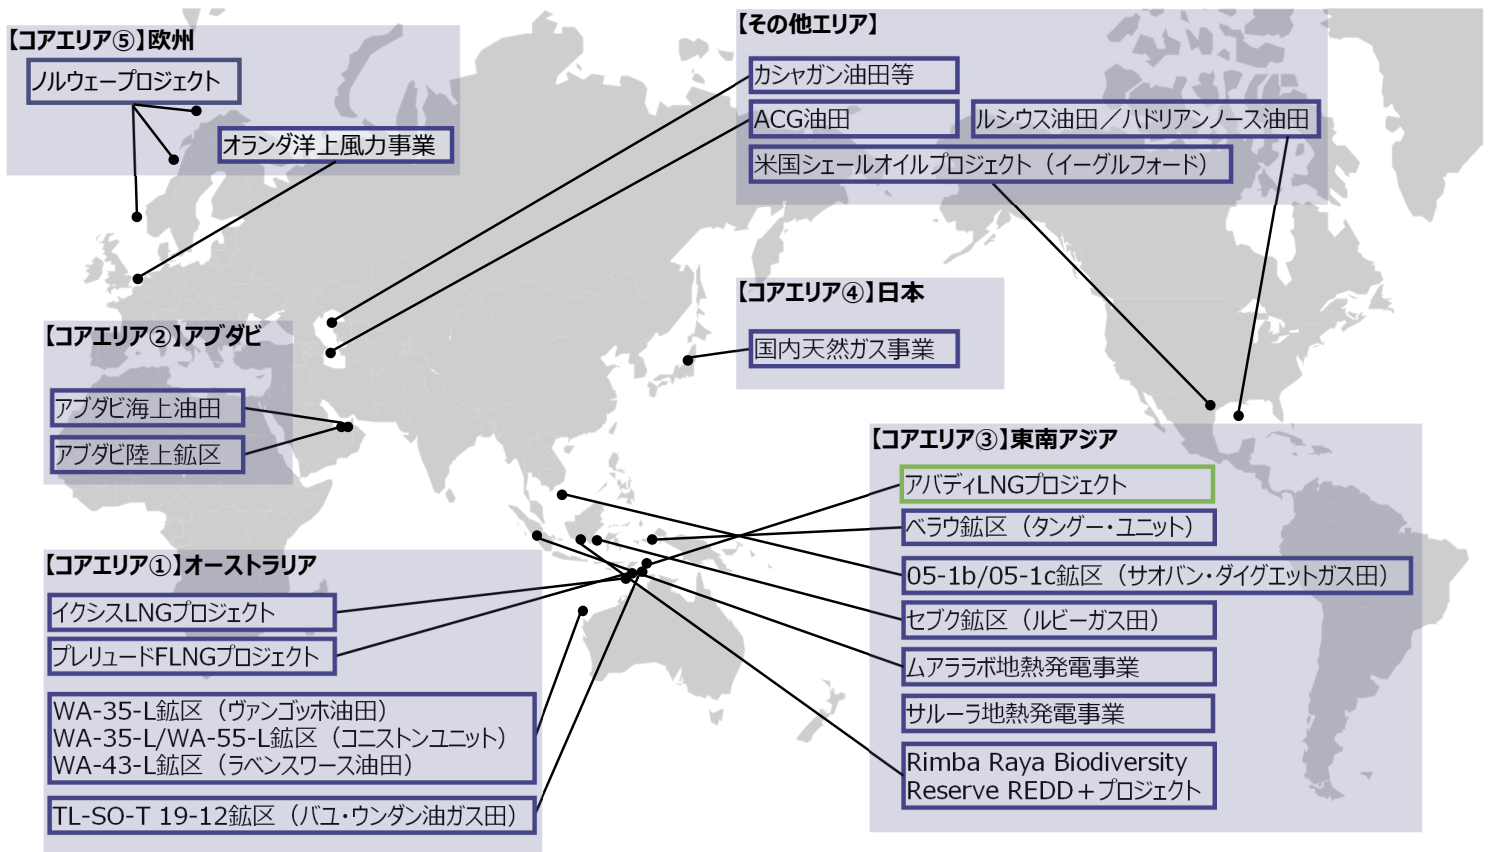 【コアエリア⑤】欧州
ノルウェープロジェクト
オランダ洋上風力事業
【その他エリア】
カシャガン油田等
ACG油田
ルシウス油田／ハドリアンノース油田
米国シェールオイルプロジェクト（イーグルフォード）
【コアエリア④】日本
国内天然ガス事業
【コアエリア②】アブダビ
アブダビ海上油田
アブダビ陸上鉱区
【コアエリア③】東南アジア
アバディLNGプロジェクト
ベラウ鉱区（タングー・ユニット）
05-1b/05-1c鉱区（サオバン・ダイグエットガス田）
セブク鉱区（ルビーガス田）
ムアララボ地熱発電事業
サルーラ地熱発電事業
Rimba Raya Biodiversity
Reserve REDD＋プロジェクト
【コアエリア①】オーストラリア
イクシスLNGプロジェクト
プレリュードFLNGプロジェクト
WA-35-L鉱区（ヴァンゴッホ油田）
WA-35-L/WA-55-L鉱区（コニストンユニット）
WA-43-L鉱区（ラベンスワース油田）
TL-SO-T 19-12鉱区（バユ・ウンダン油ガス田）